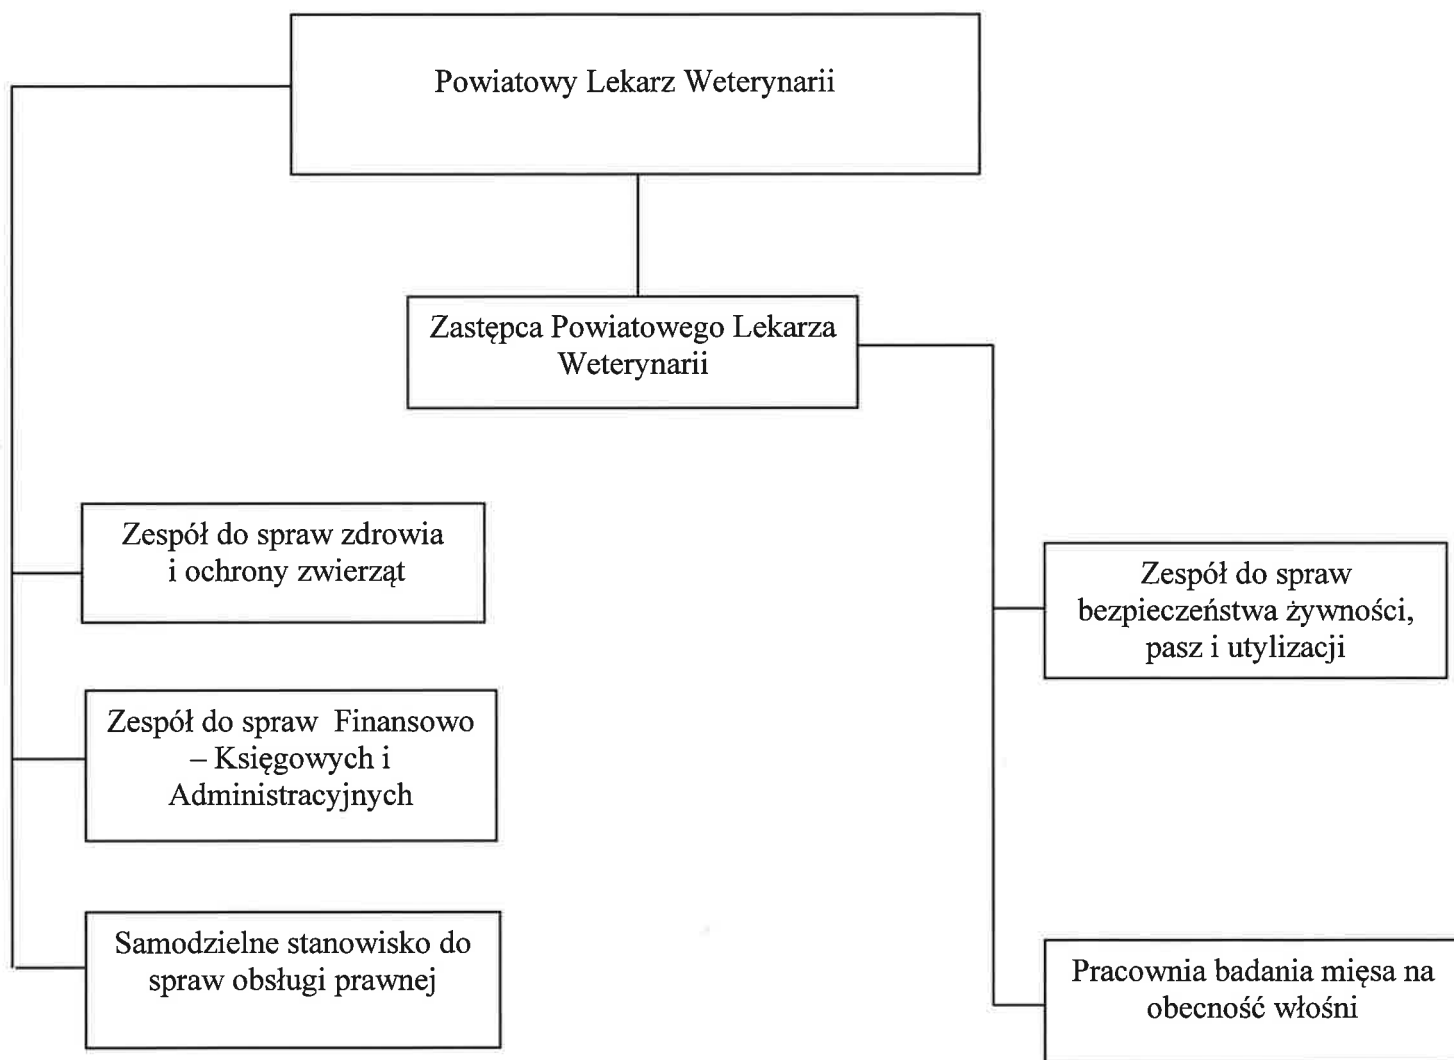 Powiatowy Lekarz Weterynarii
Zastępca Powiatowego Lekarza
Weterynarii
Zespół do spraw zdrowia
i ochrony zwierząt
Zespół do spraw  Finansowo
– Księgowych i
Administracyjnych
Samodzielne stanowisko do
spraw obsługi prawnej
Zespół do spraw
bezpieczeństwa żywności,
pasz i utylizacji
Pracownia badania mięsa na
obecność włośni